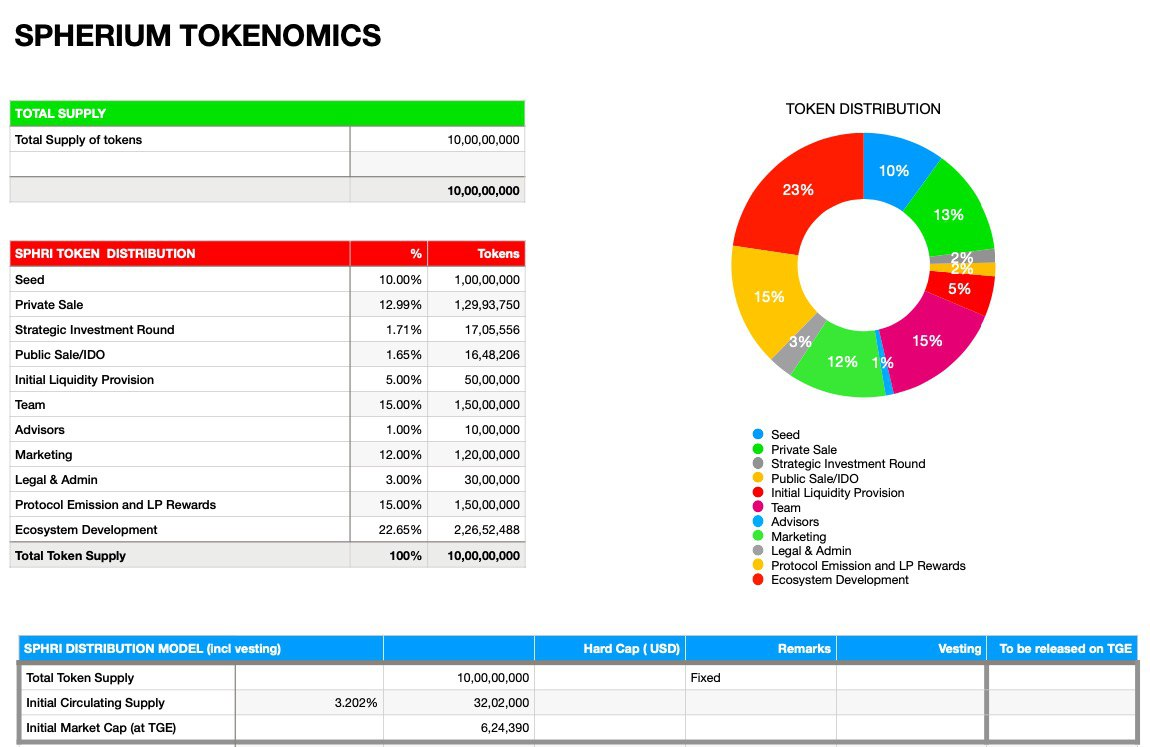 SPHERIUM TOKENOMICS
TOTAL SUPPLY
Total Supply of tokens 10,00,00,000
10,00,00,000
SPHRI TOKEN DISTRIBUTION % Tokens
Seed 10.00% 1,00,00,000
Private Sale 12.99% 1,29,93,750
Strategic Investment Round 1.71% 17,05,556
Public Sale/IDO 1.65% 16,48,206
Initial Liquidity Provision 5.00% 50,00,000
Team 15.00% 1,50,00,000
Advisors 1.00% 10,00,000
Marketing 12.00% 1,20,00,000
Legal & Admin 3.00% 30,00,000
Protocol Emission and LP Rewards 15.00% 1,50,00,000
Ecosystem Development 22.65% 2,26,52,488
Total Token Supply 100% 10,00,00,000
TOKEN DISTRIBUTION
10%
13%
2%
2%
5%
15%
1%
12%
3%
15%
23%
Seed
Private Sale
Strategic Investment Round
Public Sale/IDO
Initial Liquidity Provision
Team
Advisors
Marketing
Legal & Admin
Protocol Emission and LP Rewards
Ecosystem Development
SPHRI DISTRIBUTION MODEL (incl vesting) Hard Cap ( USD) Remarks Vesting To be released on TGE
Total Token Supply 10,00,00,000 Fixed
Initial Circulating Supply 3.202% 32,02,000
Initial Market Cap (at TGE) 6,24,390